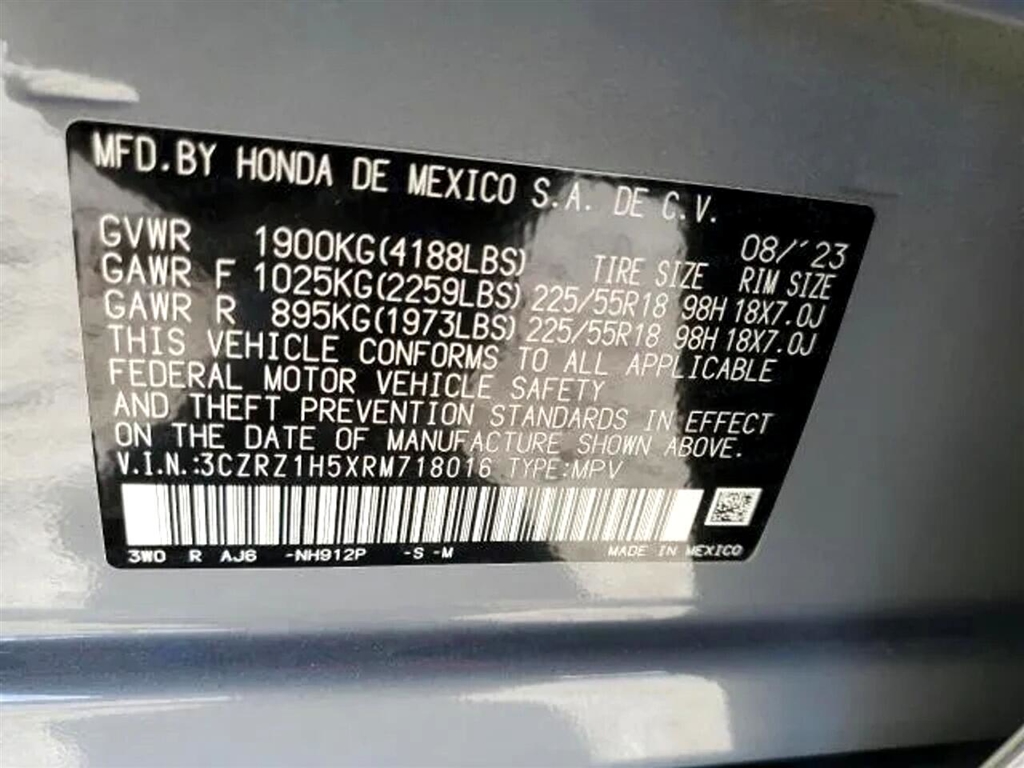 MFD.BY HONDA DE MEXICO S.A. DE C.V.
08/'23
GVWR 1900KG(4188LBS) TIRE SIZE RIM SIZE
GAWR F 1025KG(2259LBS) 225/55R18 98H 18X7.0J
GAWR R 895KG(1973LBS) 225/55R18 98H 18X7.0J
THIS VEHICLE CONFORMS TO ALL APPLICABLE
FEDERAL MOTOR VEHICLE SAFETY
AND THEFT PREVENTION STANDARDS IN EFFECT
ON THE DATE OF MANUFACTURE SHOWN ABOVE.
V.I.N.:3CZRZ1H5XRM718016 TYPE:MPV
3W0 R AJ6 -NH912P -S -M MADE IN MEXICO